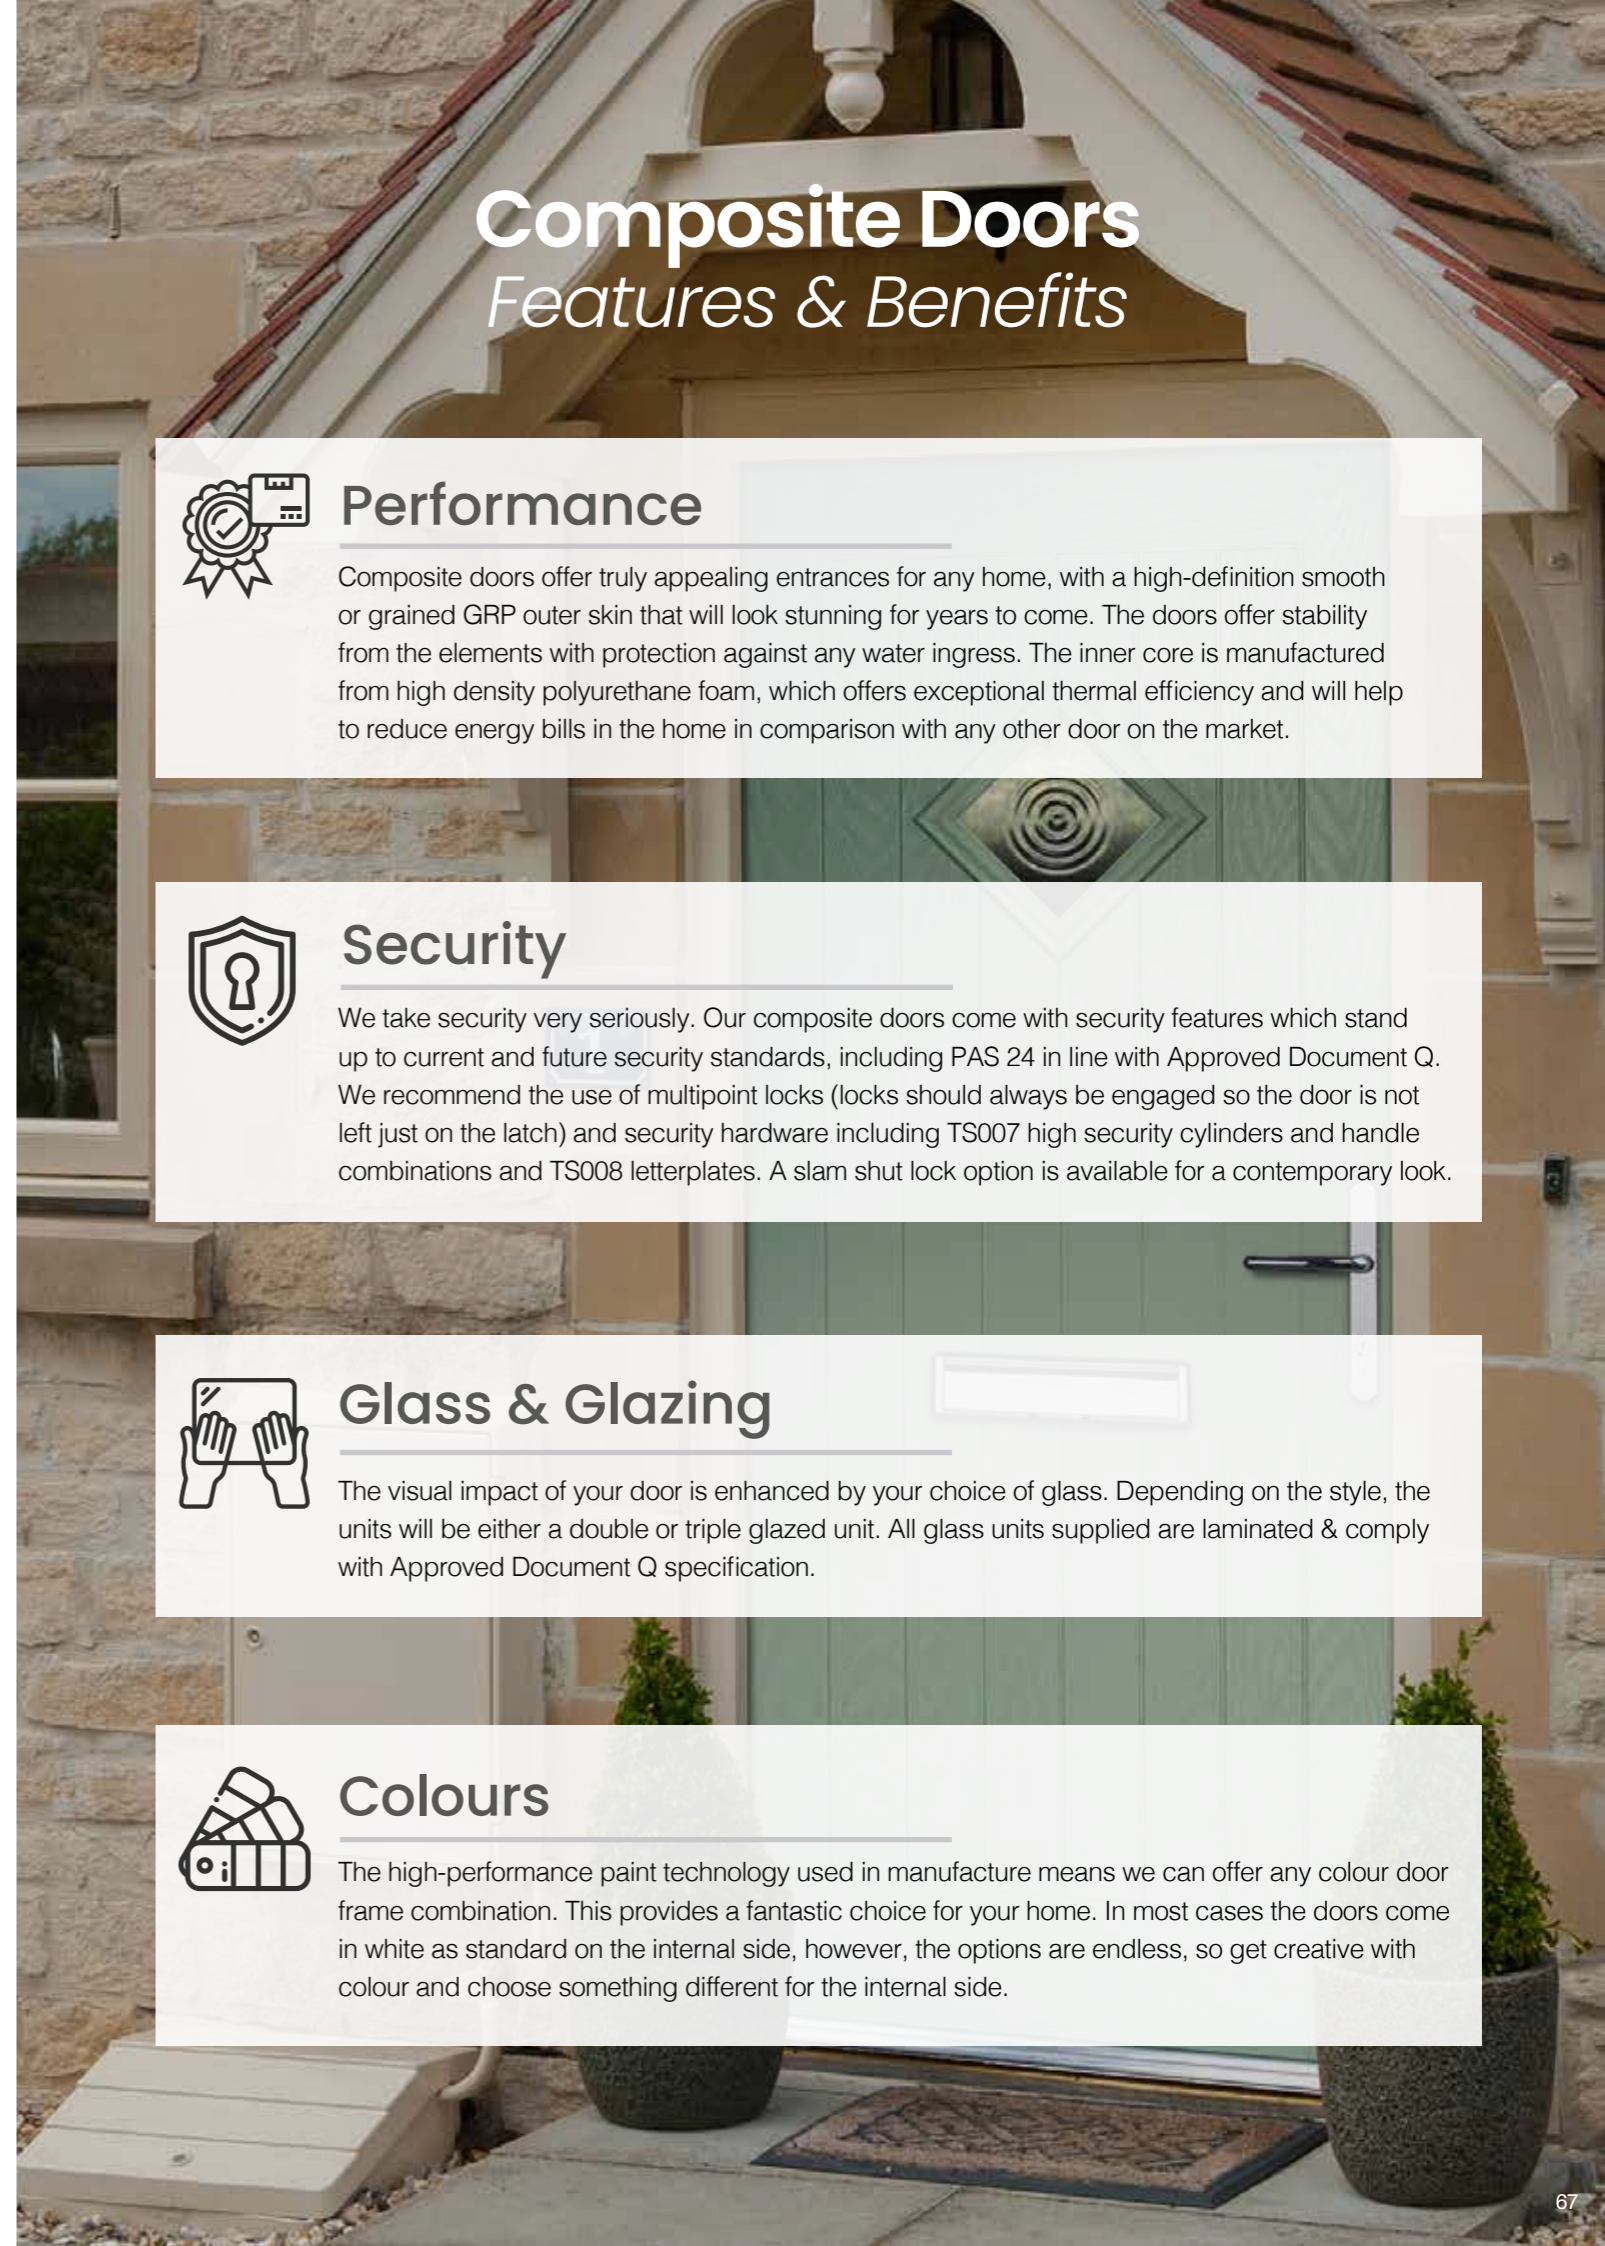 Composite Doors
Features & Benefits
Performance
Composite doors offer truly appealing entrances for any home, with a high-definition smooth
or grained GRP outer skin that will look stunning for years to come. The doors offer stability
from the elements with protection against any water ingress. The inner core is manufactured
from high density polyurethane foam, which offers exceptional thermal efficiency and will help
to reduce energy bills in the home in comparison with any other door on the market.
Security
We take security very seriously. Our composite doors come with security features which stand
up to current and future security standards, including PAS 24 in line with Approved Document Q.
We recommend the use of multipoint locks (locks should always be engaged so the door is not
left just on the latch) and security hardware including TS007 high security cylinders and handle
combinations and TS008 letterplates. A slam shut lock option is available for a contemporary look.
Glass & Glazing
The visual impact of your door is enhanced by your choice of glass. Depending on the style, the
units will be either a double or triple glazed unit. All glass units supplied are laminated & comply
with Approved Document Q specification.
Colours
The high-performance paint technology used in manufacture means we can offer any colour door
frame combination. This provides a fantastic choice for your home. In most cases the doors come
in white as standard on the internal side, however, the options are endless, so get creative with
colour and choose something different for the internal side.
67